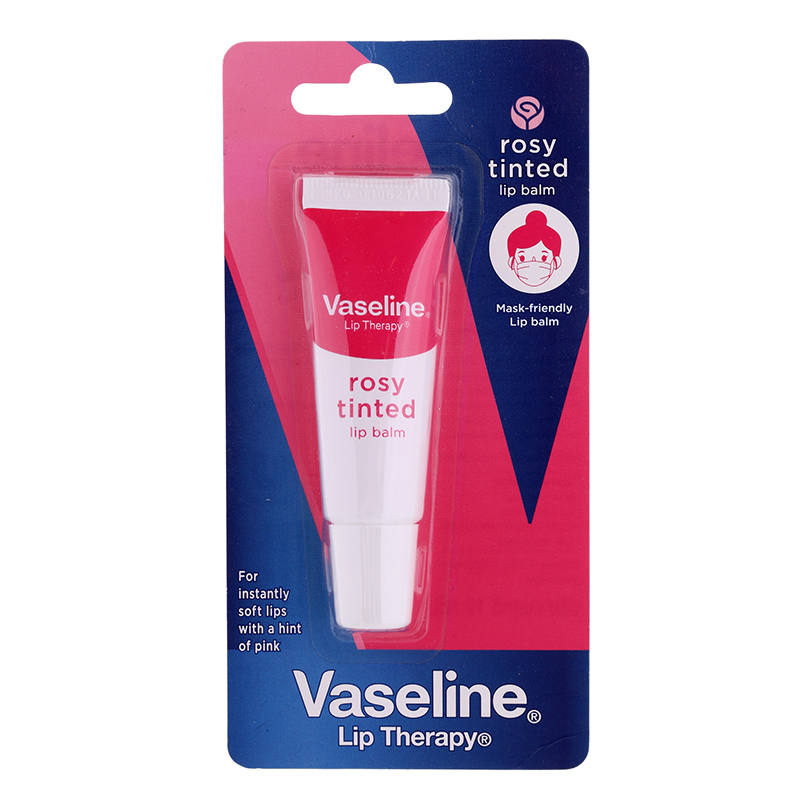 rosy
tinted
lip balm
Mask-friendly
Lip balm
Vaseline®
Lip Therapy®
rosy
tinted
lip balm
For
instantly
soft lips
with a hint
of pink
Vaseline®
Lip Therapy®